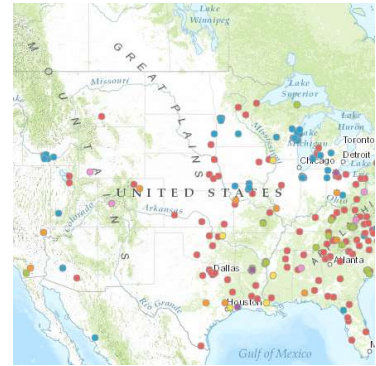 Lake
Winnipeg
MOUNTAINS
GREAT PLAINS
Missouri
Lake
Superior
Mississippi
Lake
Michigan
Lake
Huron
Toronto
Detroit
Chicago
Lake
UNITED STATES
Ohio
Colorado
Arkansas
Atlanta
Dallas
Rio Grande
Houston
Gulf of Mexico